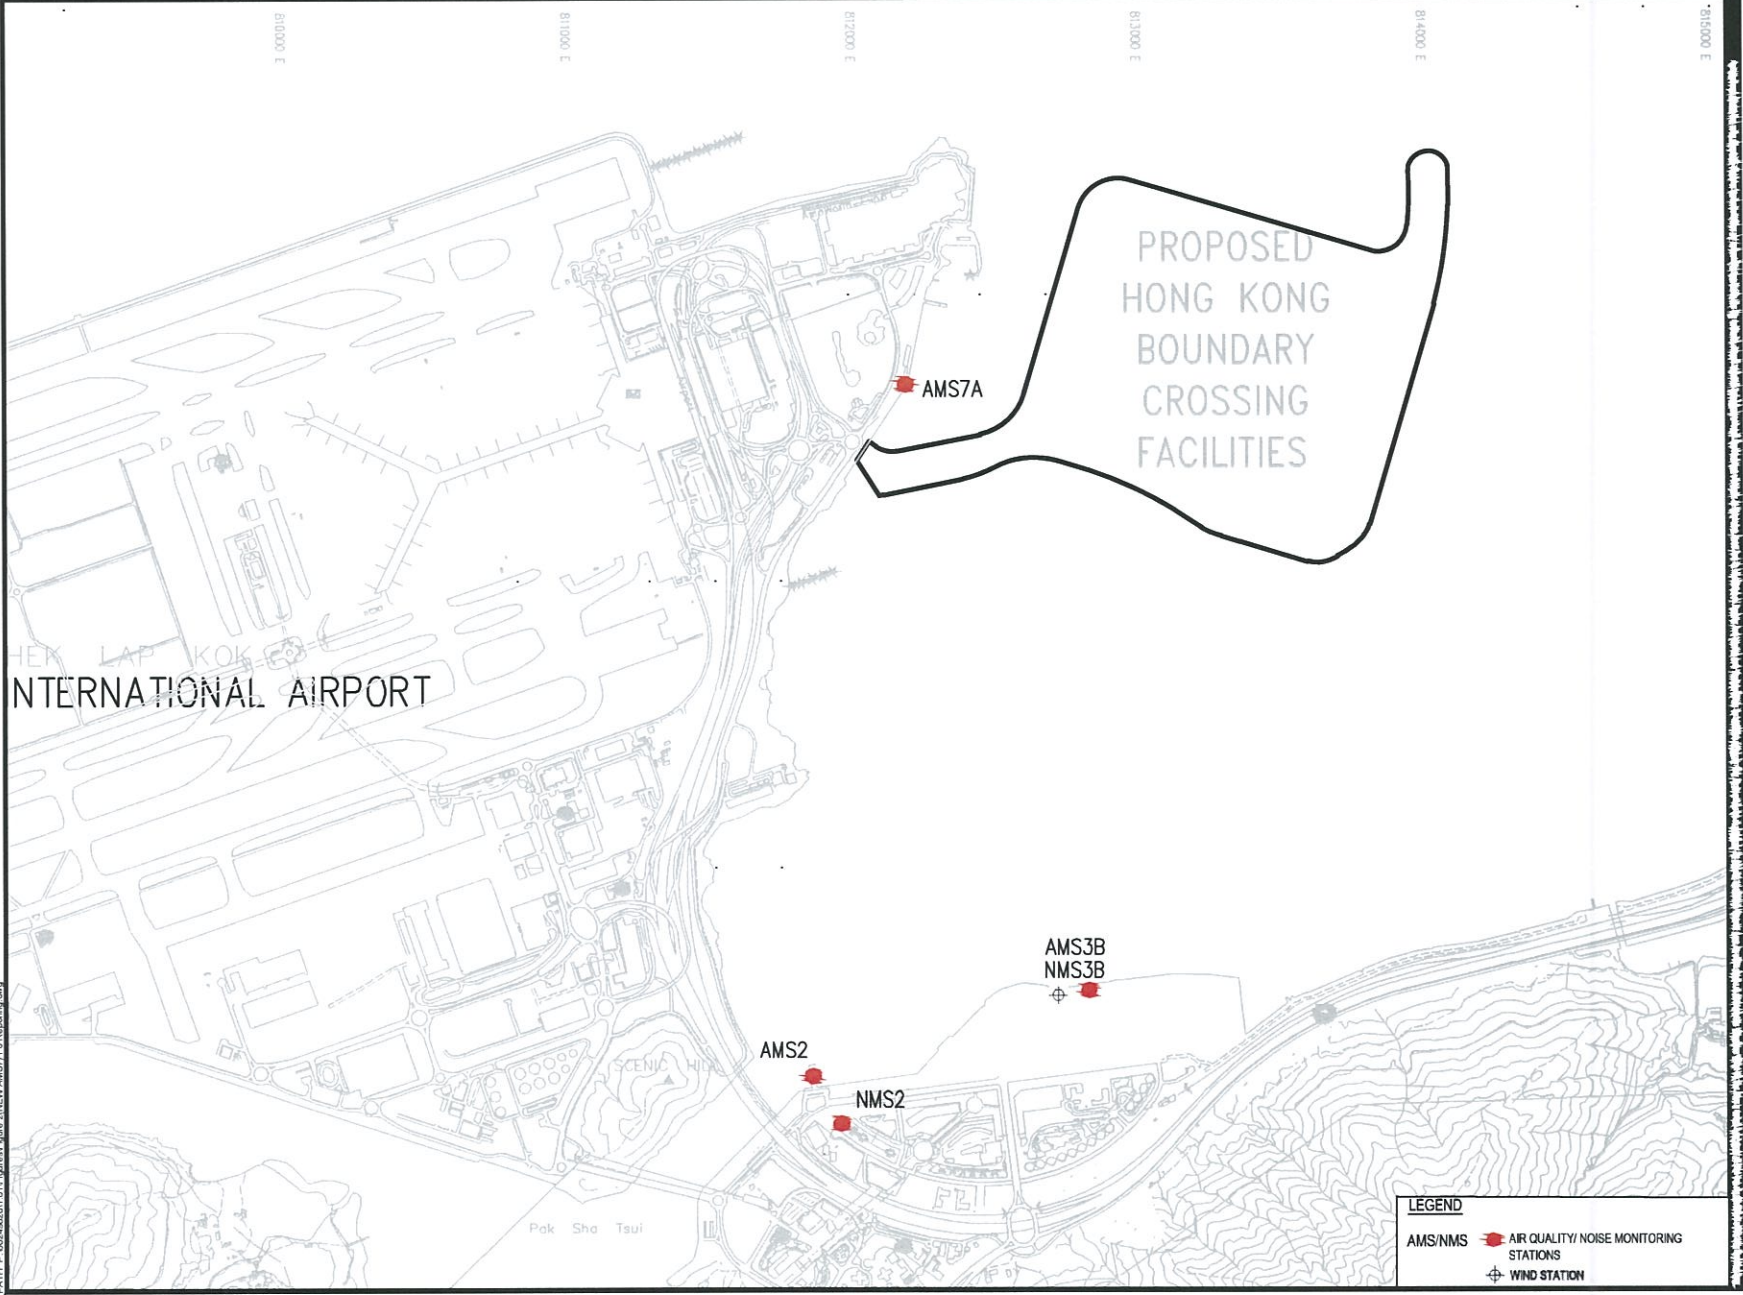 810000 E
811000 E
812000 E
813000 E
814000 E
815000 E
PROPOSED
HONG KONG
BOUNDARY
CROSSING
FACILITIES
AMS7A
HEK LAP KOK
INTERNATIONAL AIRPORT
AMS3B
NMS3B
AMS2
SCENIC HILL
NMS2
Pak Sha Tsui
LEGEND
AMS/NMS AIR QUALITY/ NOISE MONITORING
STATIONS
WIND STATION